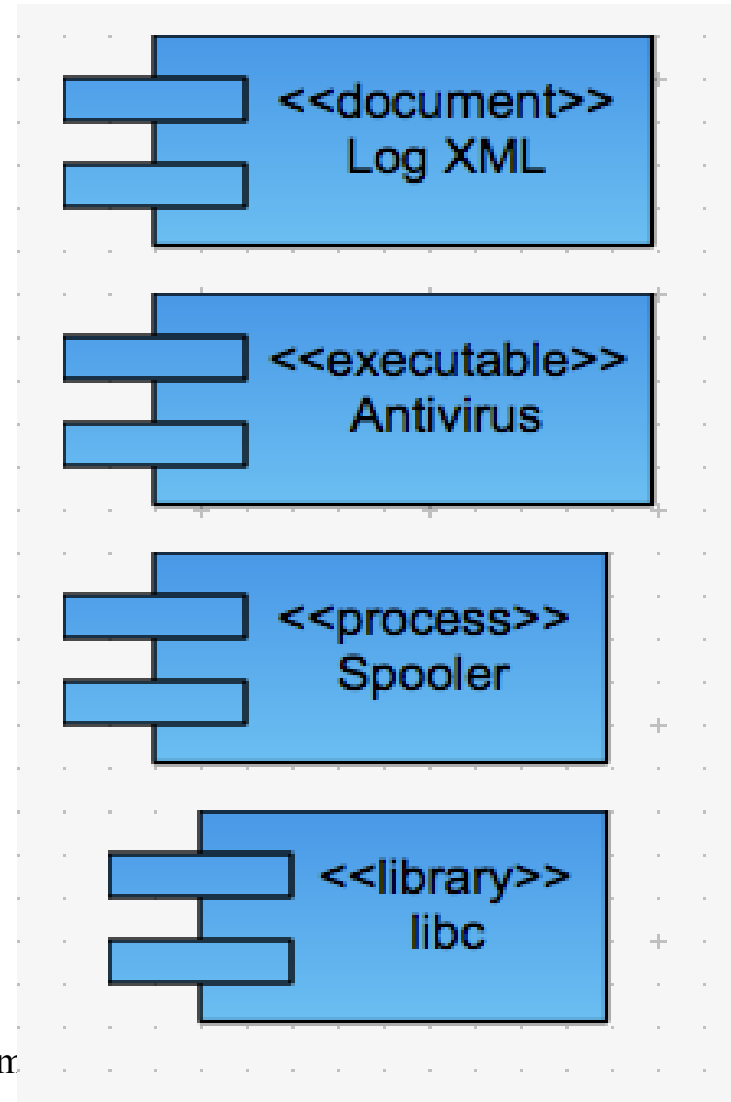 <<document>>
Log XML
<<executable>>
Antivirus
<<process>>
Spooler
<<library>>
libc